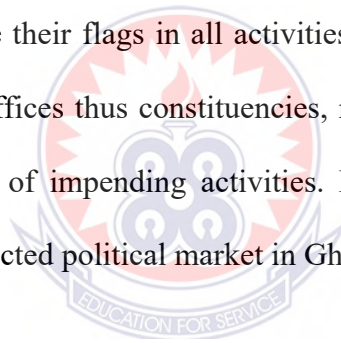 their flags in all activities
ffices thus constituencies,
of impending activities.
cted political market in Gh
EDUCATION FOR SERVICE